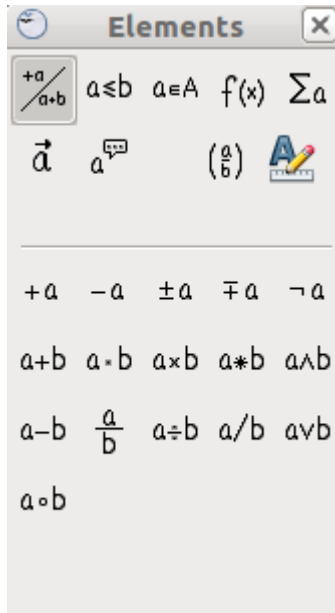 Elements
+a/a+b a≤b a∈A f(x) Σa
a⃗ a (a/b) A
+a −a ±a ∓a ¬a
a+b a·b a×b a∗b a∧b
a−b a/b a÷b a/b a∨b
a∘b